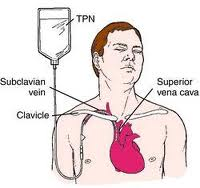 TPN
Subclavian
vein
Superior
vena cava
Clavicle